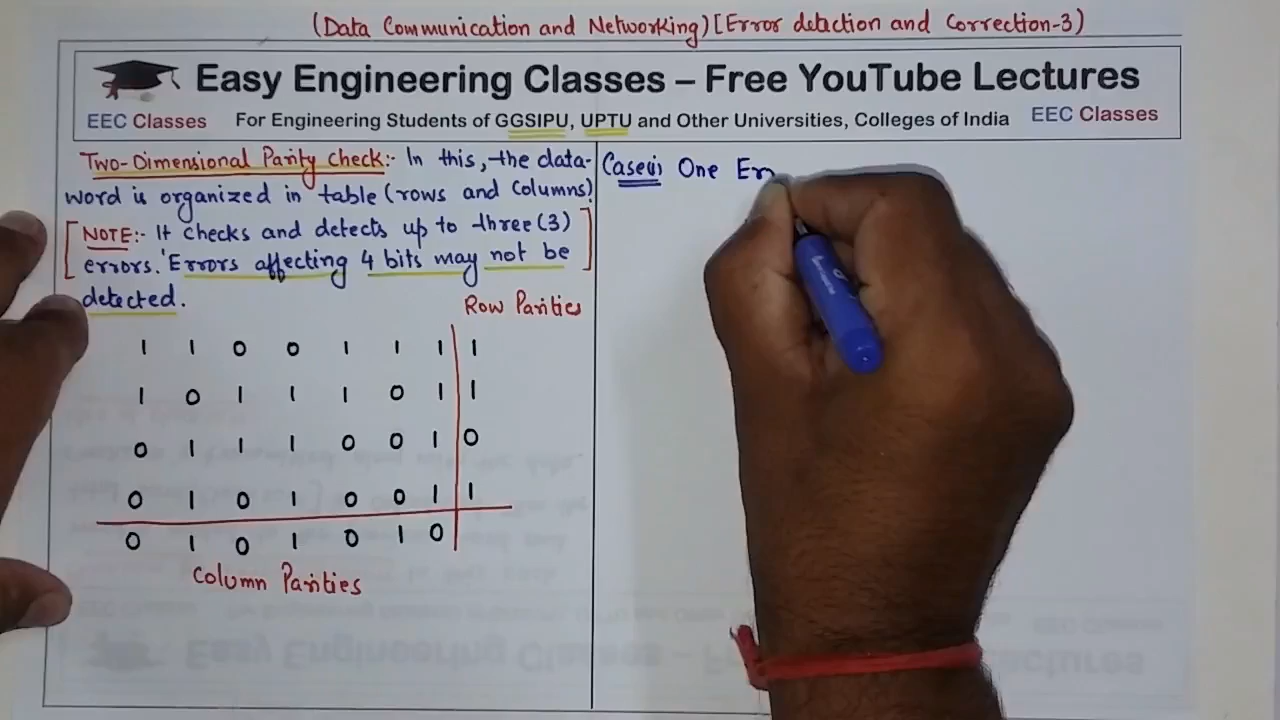 (Data Communication and Networking) [Error detection and Correction-3)
Easy Engineering Classes – Free YouTube Lectures
EEC Classes For Engineering Students of GGSIPU, UPTU and Other Universities, Colleges of India EEC Classes
Two-Dimensional Parity Check:- In this, the data-
word is organized in table (rows and Columns)
[NOTE:- It checks and detects up to three (3)
errors. Errors affecting 4 bits may not be]
detected.
Row Parities
1 1 0 0 1 1 1 1
1 0 1 1 1 0 1 1
0 1 1 1 0 0 1 0
0 1 0 1 0 0 1 1
0 1 0 1 0 1 0
Column Parities
Case(i) One Err